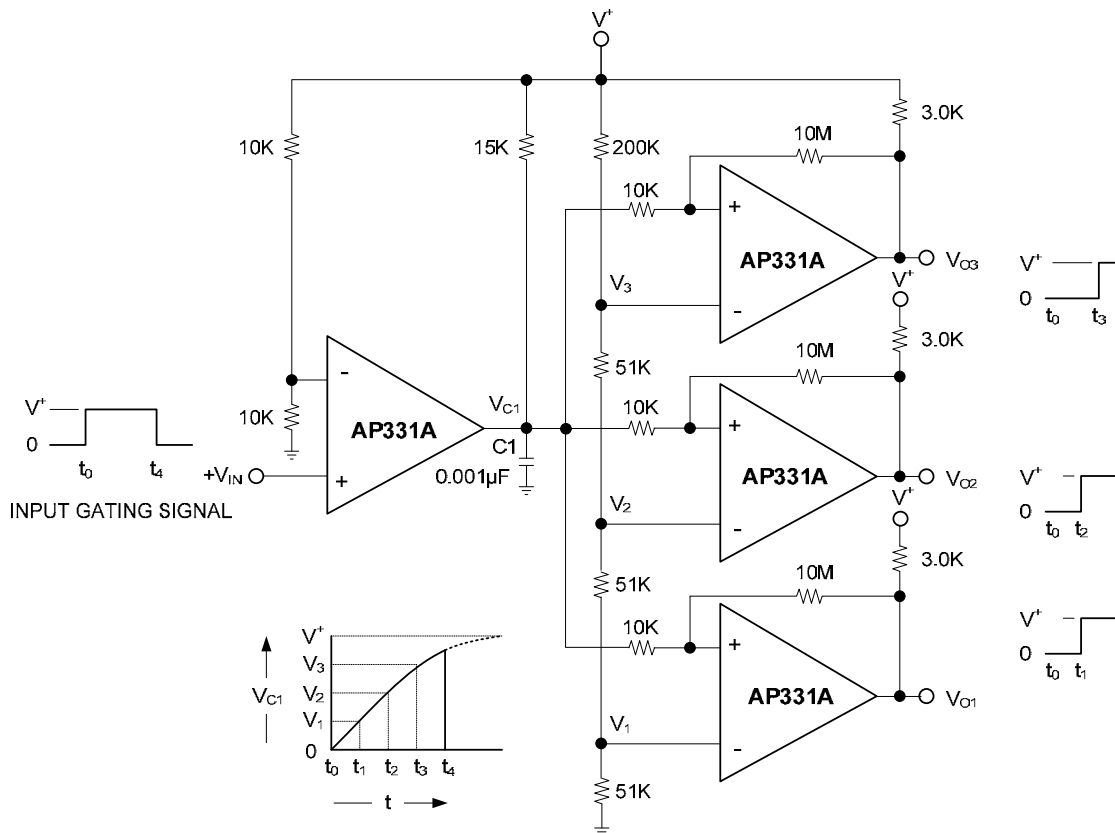 V+
3.0K
10M
10K
15K
200K
10K
+
AP331A
VO3
V+
0
t0
t3
V3
-
V+
3.0K
51K
10M
-
10K
VC1
10K
+
V+
0
t0
t4
AP331A
C1
0.001µF
AP331A
+VIN
+
VO2
V+
0
t0
t2
INPUT GATING SIGNAL
V2
-
V+
3.0K
51K
10M
10K
+
V+
0
t0
t1
V+
V3
VC1
V2
V1
0
t0
t1
t2
t3
t4
t
AP331A
VO1
V1
-
51K